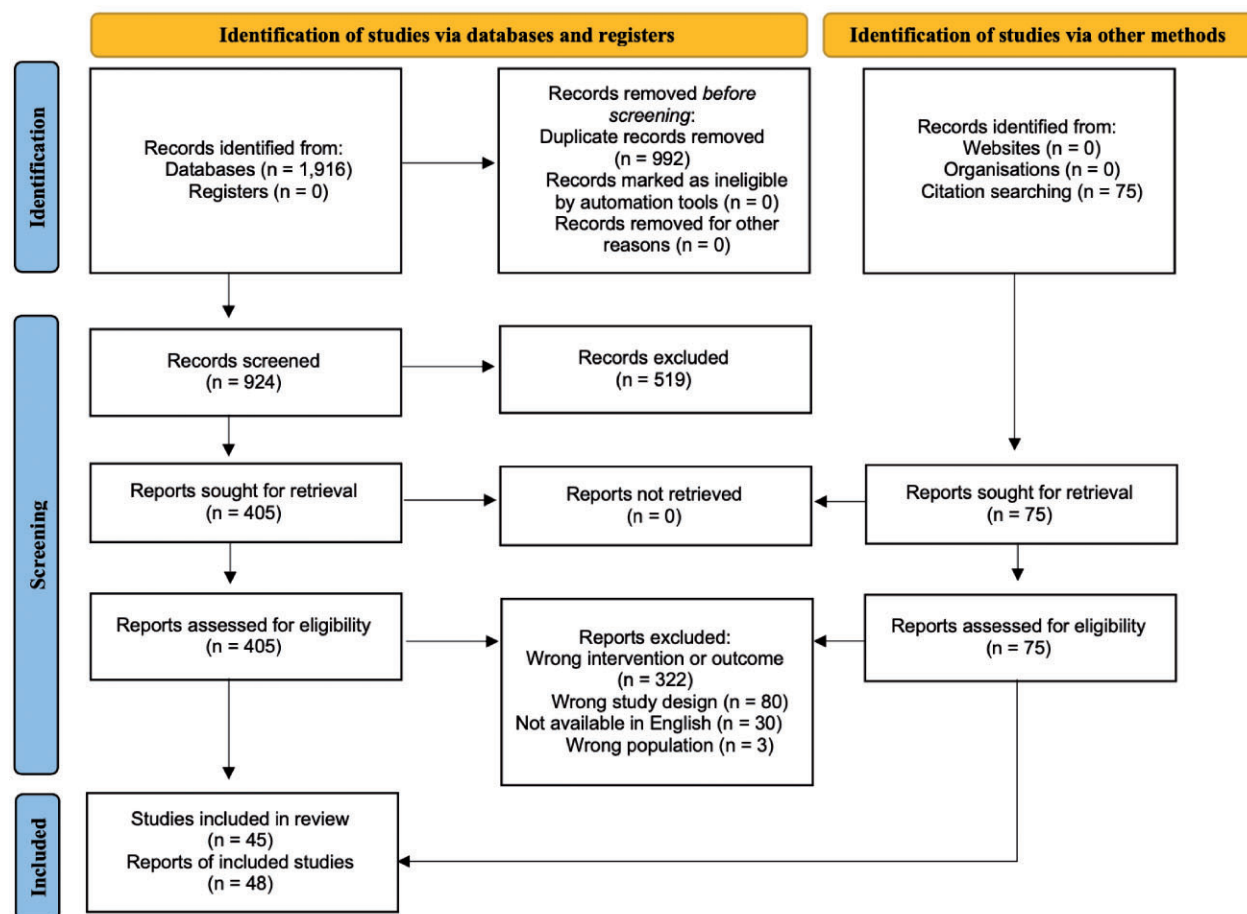 Identification of studies via databases and registers
Identification of studies via other methods
Identification
Records identified from:
Databases (n = 1,916)
Registers (n = 0)
Records removed before
screening:
Duplicate records removed
(n = 992)
Records marked as ineligible
by automation tools (n = 0)
Records removed for other
reasons (n = 0)
Records identified from:
Websites (n = 0)
Organisations (n = 0)
Citation searching (n = 75)
Screening
Records screened
(n = 924)
Records excluded
(n = 519)
Reports sought for retrieval
(n = 405)
Reports not retrieved
(n = 0)
Reports sought for retrieval
(n = 75)
Reports assessed for eligibility
(n = 405)
Reports excluded:
Wrong intervention or outcome
(n = 322)
Wrong study design (n = 80)
Not available in English (n = 30)
Wrong population (n = 3)
Reports assessed for eligibility
(n = 75)
Included
Studies included in review
(n = 45)
Reports of included studies
(n = 48)